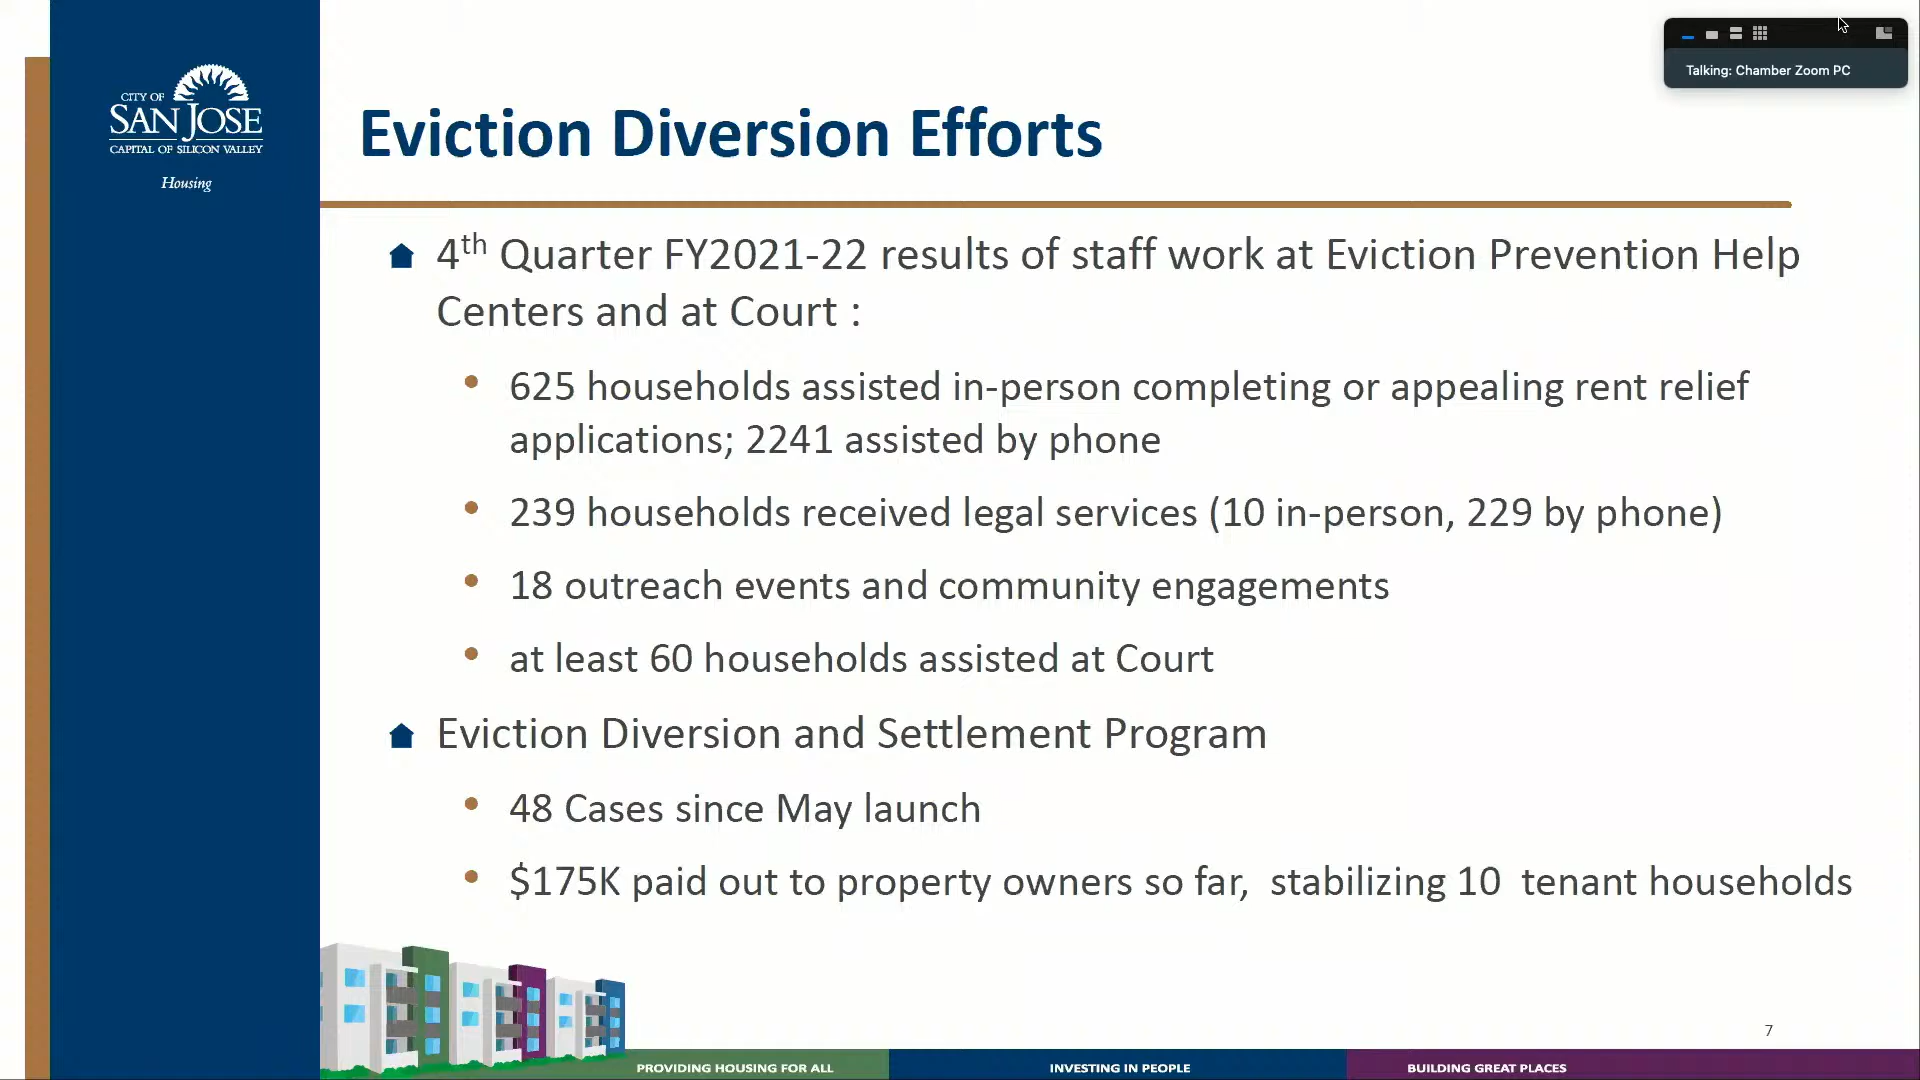 Talking: Chamber Zoom PC
CITY OF
SAN JOSE
CAPITAL OF SILICON VALLEY
Housing
Eviction Diversion Efforts
4th Quarter FY2021-22 results of staff work at Eviction Prevention Help
Centers and at Court :
625 households assisted in-person completing or appealing rent relief
applications; 2241 assisted by phone
239 households received legal services (10 in-person, 229 by phone)
18 outreach events and community engagements
at least 60 households assisted at Court
Eviction Diversion and Settlement Program
48 Cases since May launch
$175K paid out to property owners so far,  stabilizing 10  tenant households
7
PROVIDING HOUSING FOR ALL
INVESTING IN PEOPLE
BUILDING GREAT PLACES